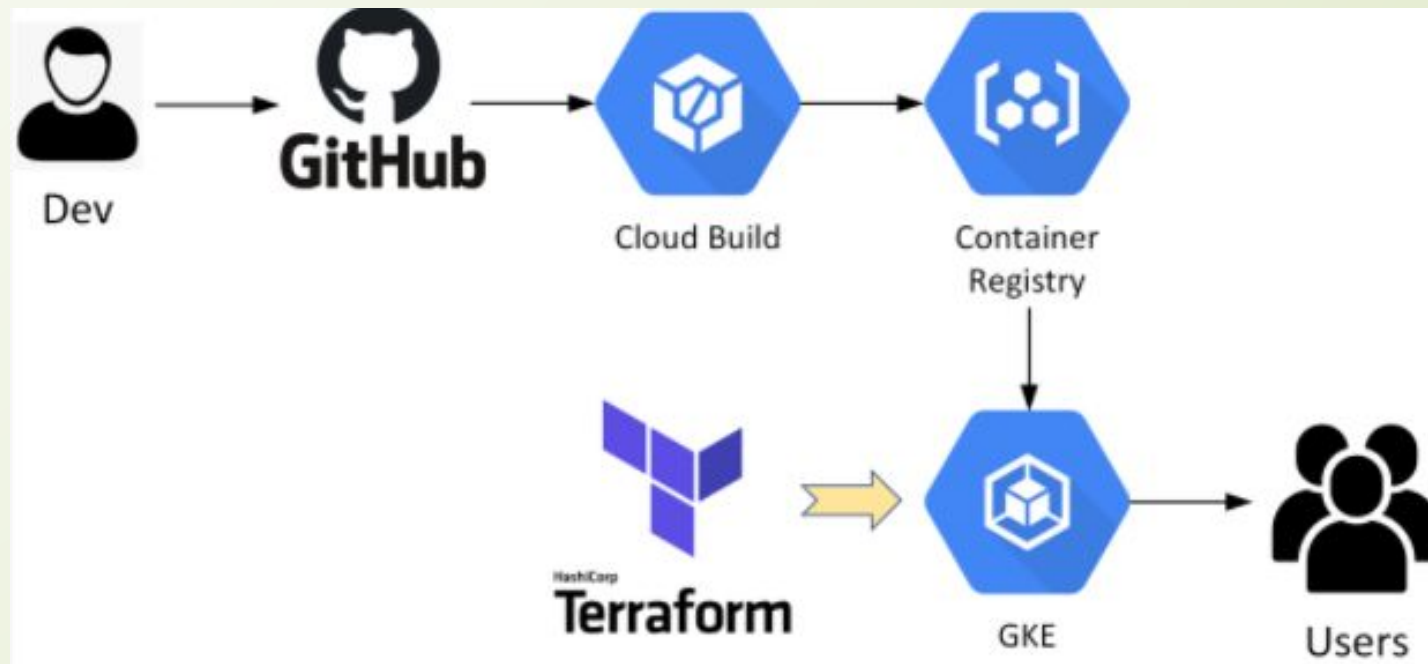 GitHub
Dev
Cloud Build
Container
Registry
HashiCorp
Terraform
GKE
Users